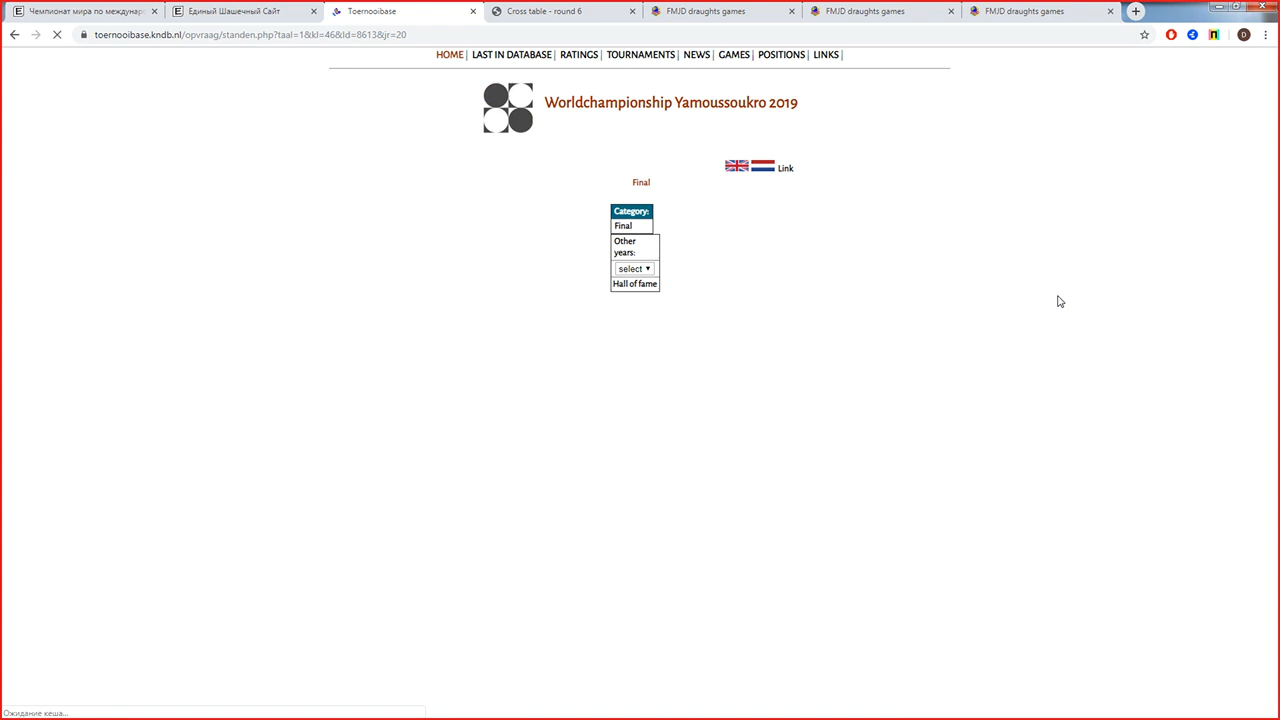 Чемпионат мира по междунар
Единый Шашечный Сайт
Toernooibase
Cross table - round 6
FMJD draughts games
FMJD draughts games
FMJD draughts games
toernooibase.kndb.nl/opvraag/standen.php?taal=1&kl=46&Id=8613&jr=20
D
HOME | LAST IN DATABASE | RATINGS | TOURNAMENTS | NEWS | GAMES | POSITIONS | LINKS |
Worldchampionship Yamoussoukro 2019
Link
Final
Category:
Final
Other
years:
select
Hall of fame
Ожидание кеша...